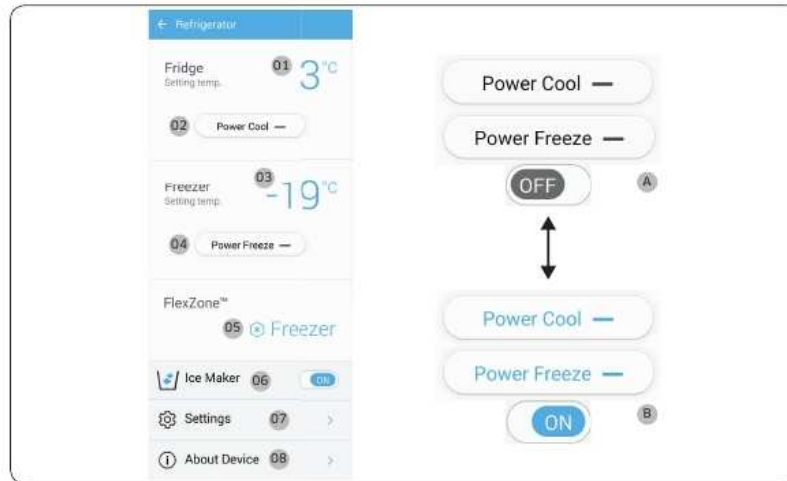 ← Refrigerator
Fridge
Setting temp.
01 3°C
02 Power Cool —
Freezer
Setting temp.
03 -19°C
04 Power Freeze —
FlexZone™
05 Freezer
Ice Maker 06 ON
Settings 07 >
About Device 08 >
Power Cool —
Power Freeze —
OFF A
Power Cool —
Power Freeze —
ON B